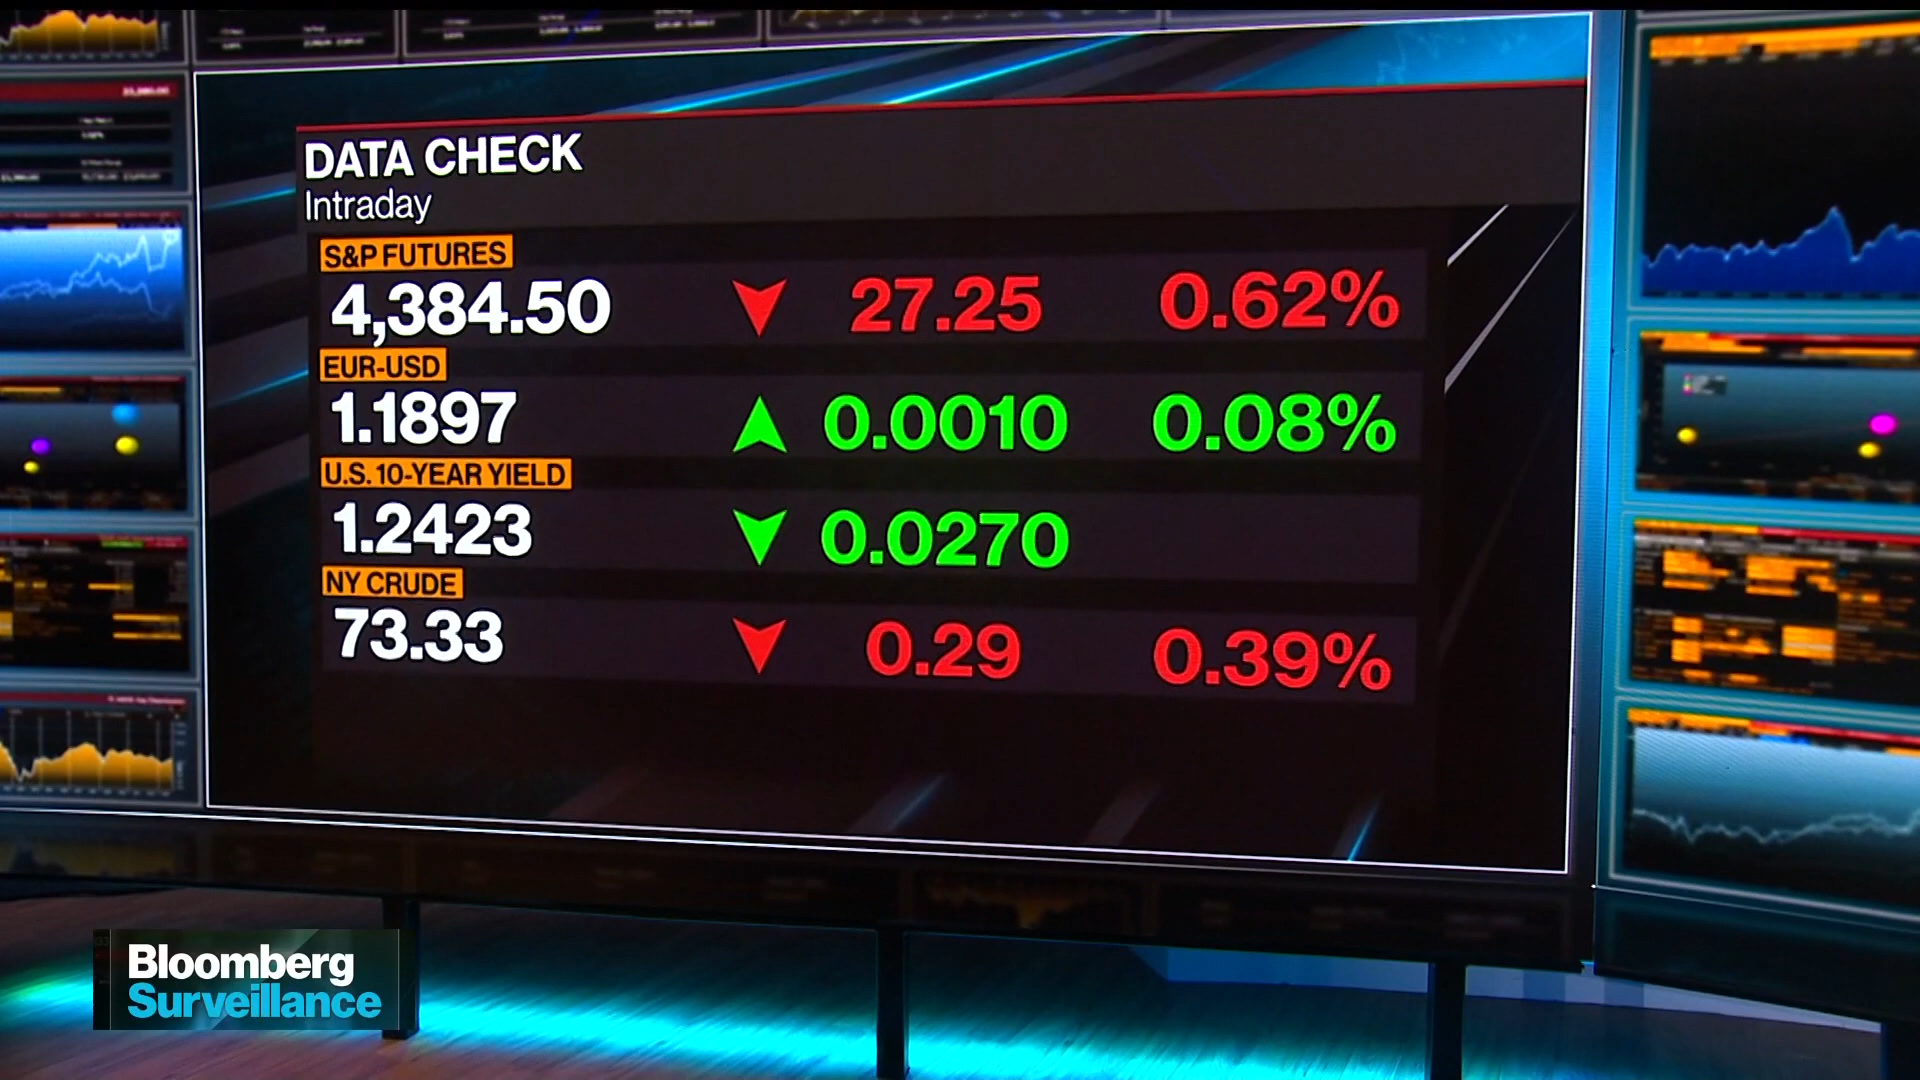 DATA CHECK
Intraday
S&P FUTURES
4,384.50 27.25 0.62%
EUR-USD
1.1897 0.0010 0.08%
U.S. 10-YEAR YIELD
1.2423 0.0270
NY CRUDE
73.33 0.29 0.39%
Bloomberg
Surveillance